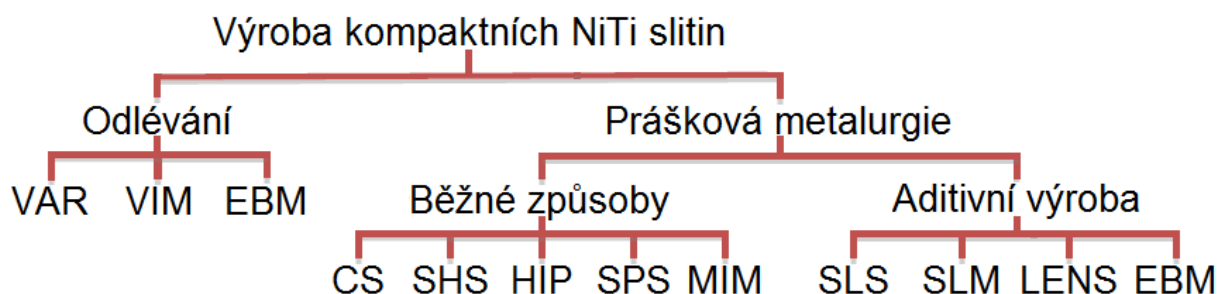 Výroba kompaktních NiTi slitin
Odlévání Prášková metalurgie
VAR VIM EBM Běžné způsoby Aditivní výroba
CS SHS HIP SPS MIM SLS SLM LENS EBM